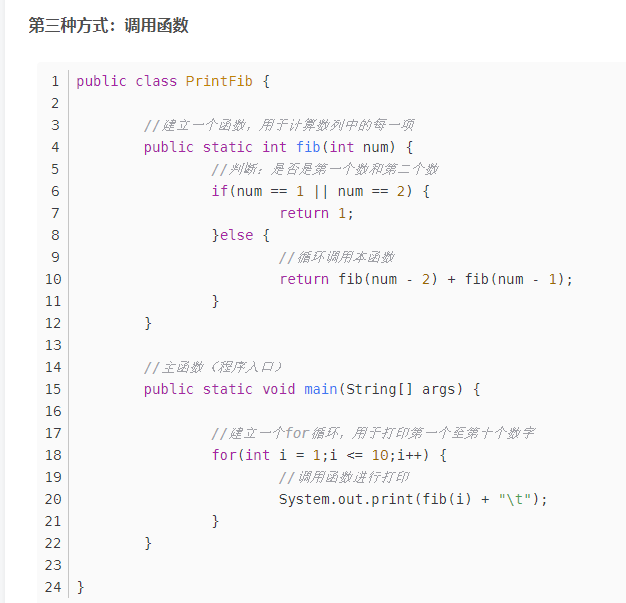 第三种方式：调用函数
1 public class PrintFib {
2
3 //建立一个函数，用于计算数列中的每一项
4 public static int fib(int num) {
5 //判断：是否是第一个数和第二个数
6 if(num == 1 || num == 2) {
7 return 1;
8 }else {
9 //循环调用本函数
10 return fib(num - 2) + fib(num - 1);
11 }
12 }
13
14 //主函数（程序入口）
15 public static void main(String[] args) {
16
17 //建立一个for循环，用于打印第一个至第十个数字
18 for(int i = 1;i <= 10;i++) {
19 //调用函数进行打印
20 System.out.print(fib(i) + "\t");
21 }
22 }
23
24 }